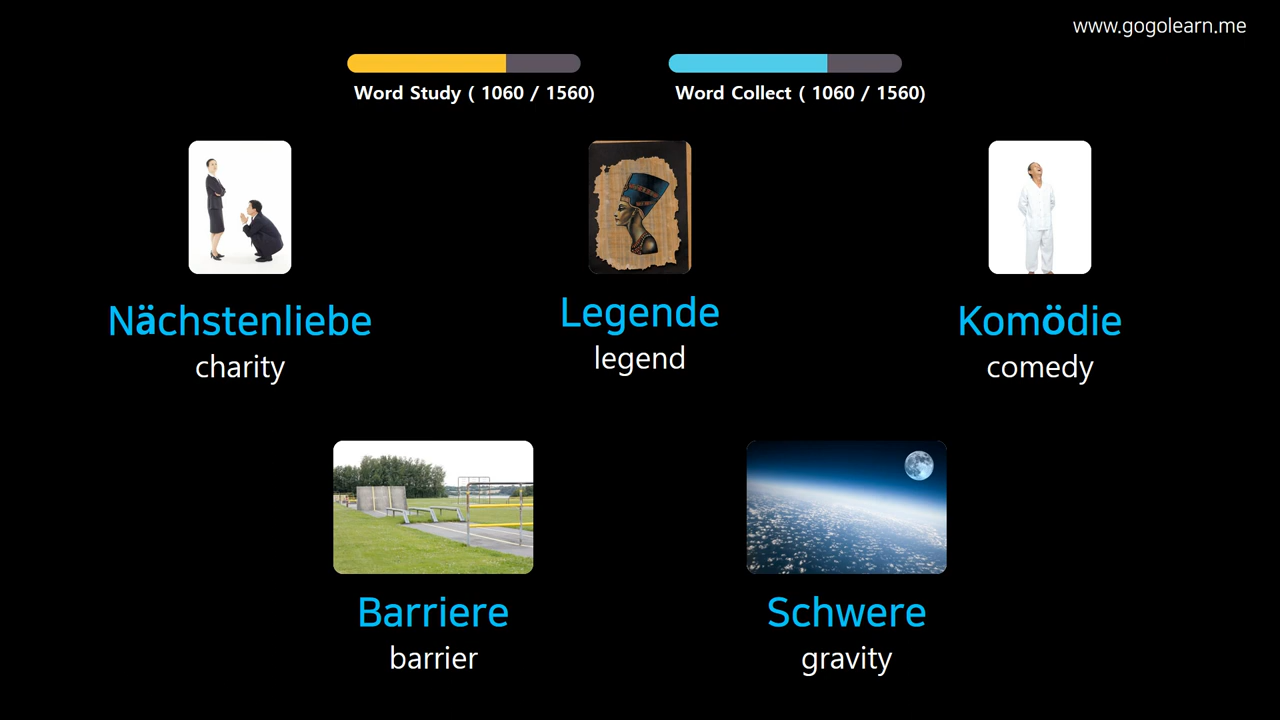 www.gogolearn.me
Word Study ( 1060 / 1560)
Word Collect ( 1060 / 1560)
Nächstenliebe
charity
Legende
legend
Komödie
comedy
Barriere
barrier
Schwere
gravity